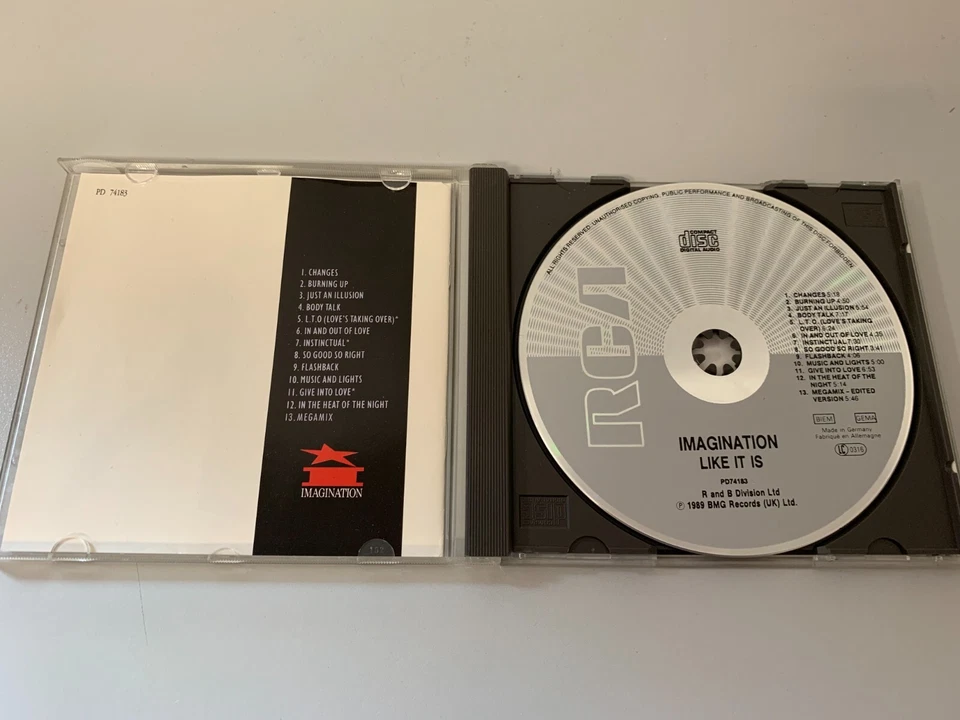 PD 74183
1. CHANGES
2. BURNING UP
3. JUST AN ILLUSION
4. BODY TALK
5. L.T.O (LOVE'S TAKING OVER)*
6. IN AND OUT OF LOVE
7. INSTINCTUAL*
8. SO GOOD SO RIGHT
9. FLASHBACK
10. MUSIC AND LIGHTS
11. GIVE INTO LOVE*
12. IN THE HEAT OF THE NIGHT
13. MEGAMIX
IMAGINATION
ALL RIGHTS RESERVED. UNAUTHORISED COPYING, PUBLIC PERFORMANCE AND BROADCASTING OF THIS DISC FORBIDDEN
COMPACT
disc
DIGITAL AUDIO
RCA
1. CHANGES 5:18
2. BURNING UP 4:50
3. JUST AN ILLUSION 6:54
4. BODY TALK 7:17
5. L.T.O. (LOVE'S TAKING
OVER) 6:24
6. IN AND OUT OF LOVE 4:35
7. INSTINCTUAL 7:30
8. SO GOOD SO RIGHT 3:41
9. FLASHBACK 4:06
10. MUSIC AND LIGHTS 5:00
11. GIVE INTO LOVE 6:53
12. IN THE HEAT OF THE
NIGHT 5:14
13. MEGAMIX – EDITED
VERSION 5:46
BIEM GEMA
Made in Germany
Fabriqué en Allemagne
LC 0316
IMAGINATION
LIKE IT IS
PD74183
R and B Division Ltd
℗ 1989 BMG Records (UK) Ltd.